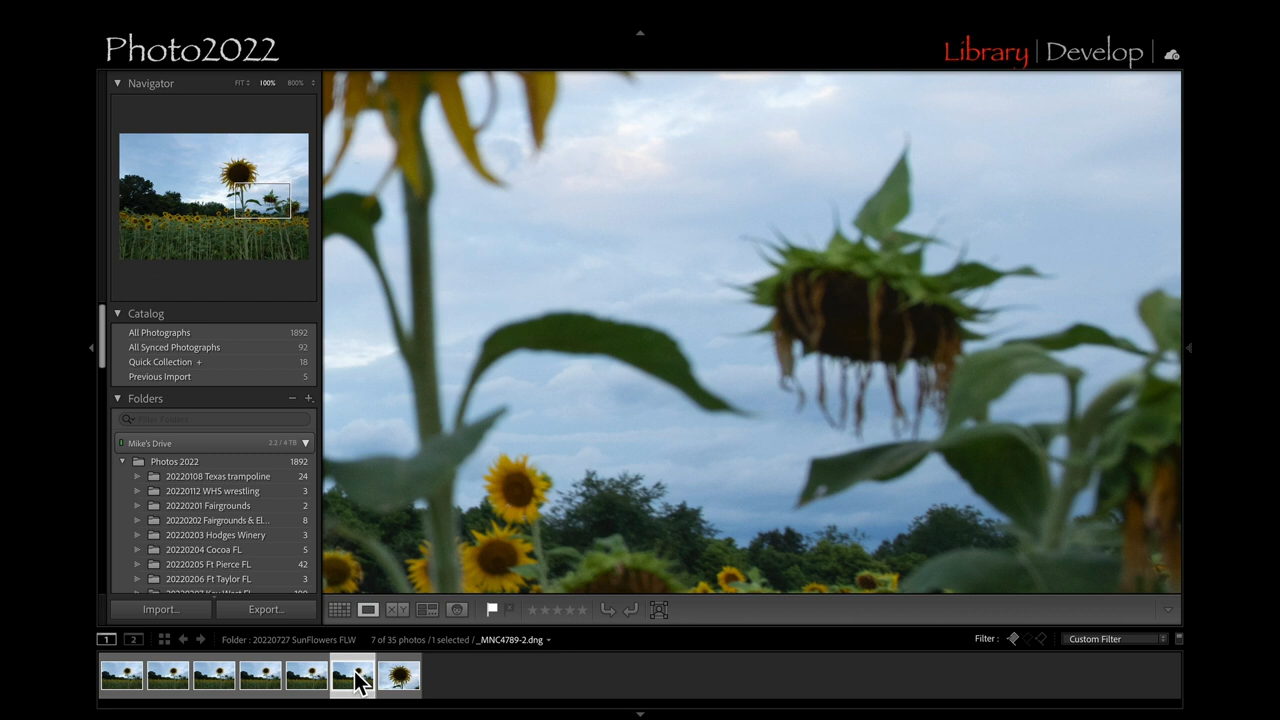 Photo2022
Library | Develop
Navigator
FIT 100% 800%
Catalog
All Photographs 1892
All Synced Photographs 92
Quick Collection + 18
Previous Import 5
Folders
Filter Folders
Mike's Drive 2.2 / 4 TB
Photos 2022 1892
20220108 Texas trampoline 24
20220112 WHS wrestling 3
20220201 Fairgrounds 2
20220202 Fairgrounds & El... 8
20220203 Hodges Winery 3
20220204 Cocoa FL 5
20220205 Ft Pierce FL 42
20220206 Ft Taylor FL 3
Import... Export...
X Y
1 2 Folder : 20220727 SunFlowers FLW 7 of 35 photos / 1 selected / _MNC4789-2.dng Filter : Custom Filter